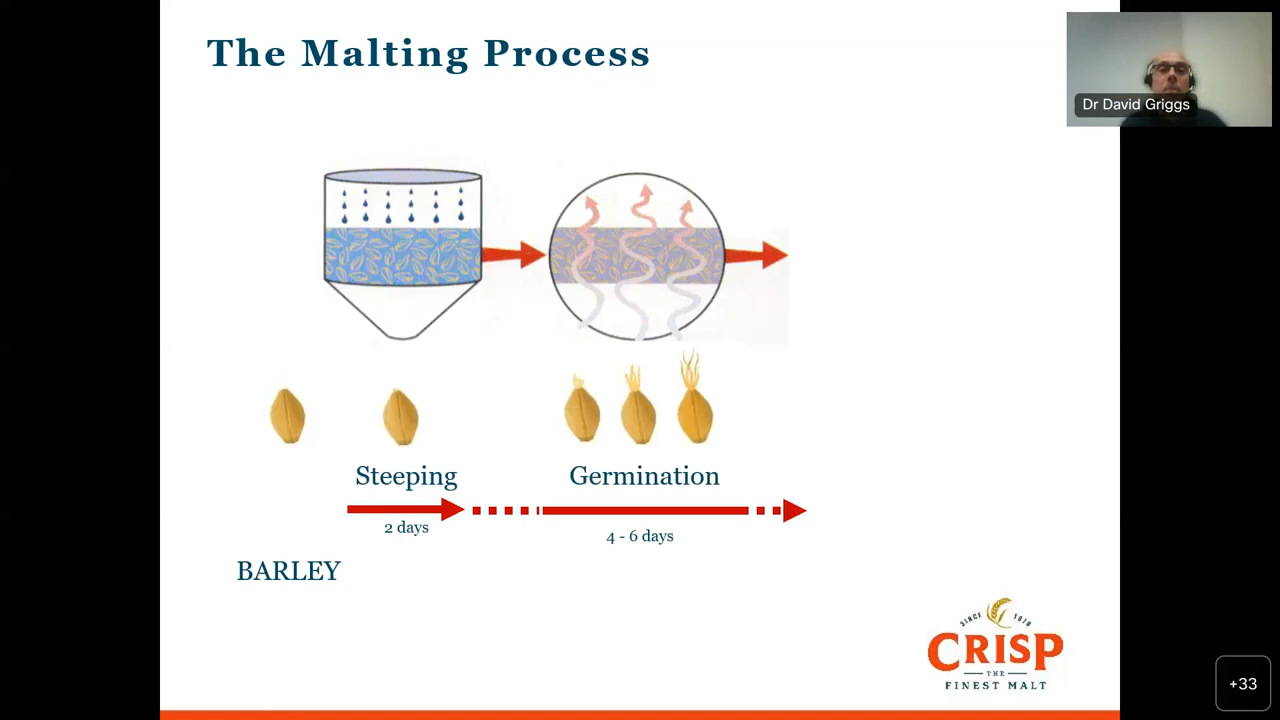 The Malting Process
Dr David Griggs
Steeping
Germination
2 days
4 - 6 days
BARLEY
SINCE 1870
CRISP
THE
FINEST MALT
+33